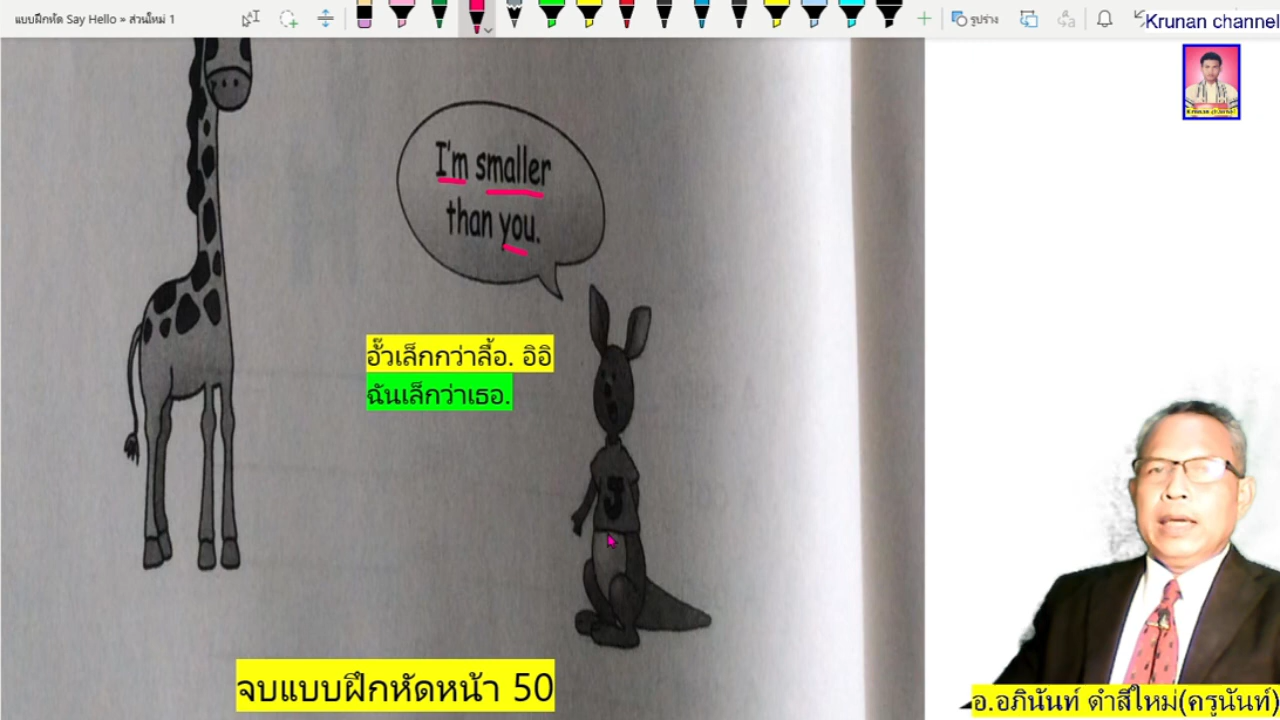 แบบฝึกหัด Say Hello » ส่วนใหม่ 1
รูปร่าง
Krunan channel
I'm smaller
than you.
อั๊วเล็กกว่าลื้อ. อิอิ
ฉันเล็กว่าเธอ.
3
จบแบบฝึกหัดหน้า 50
อ.อภินันท์ ดำสีใหม่(ครูนันท์)